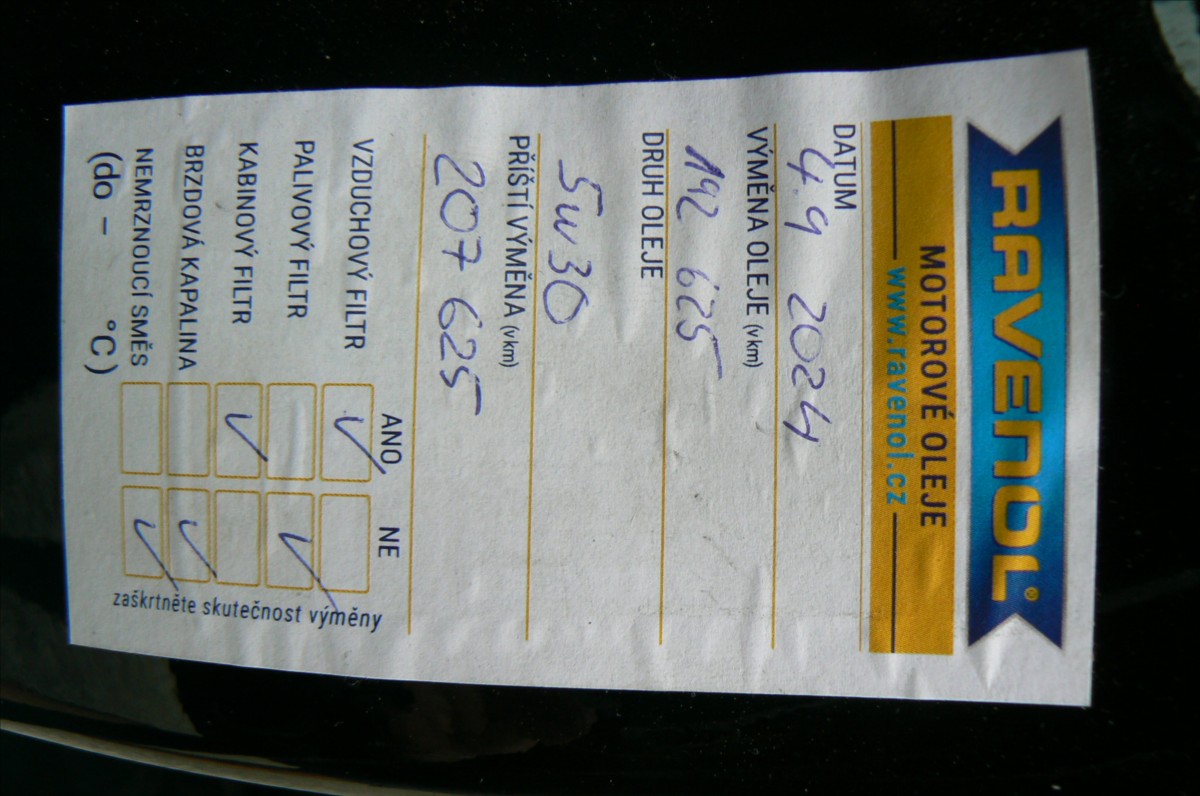 RAVENOL®
MOTOROVÉ OLEJE
www.ravenol.cz
DATUM
4.9 2024
VÝMĚNA OLEJE (v km)
192 625
DRUH OLEJE
5w30
PŘÍŠTÍ VÝMĚNA (v km)
207 625
ANO NE
VZDUCHOVÝ FILTR ✓
PALIVOVÝ FILTR ✓
KABINOVÝ FILTR ✓
BRZDOVÁ KAPALINA ✓
NEMRZNOUCÍ SMĚS ✓
(do – °C)
zaškrtněte skutečnost výměny